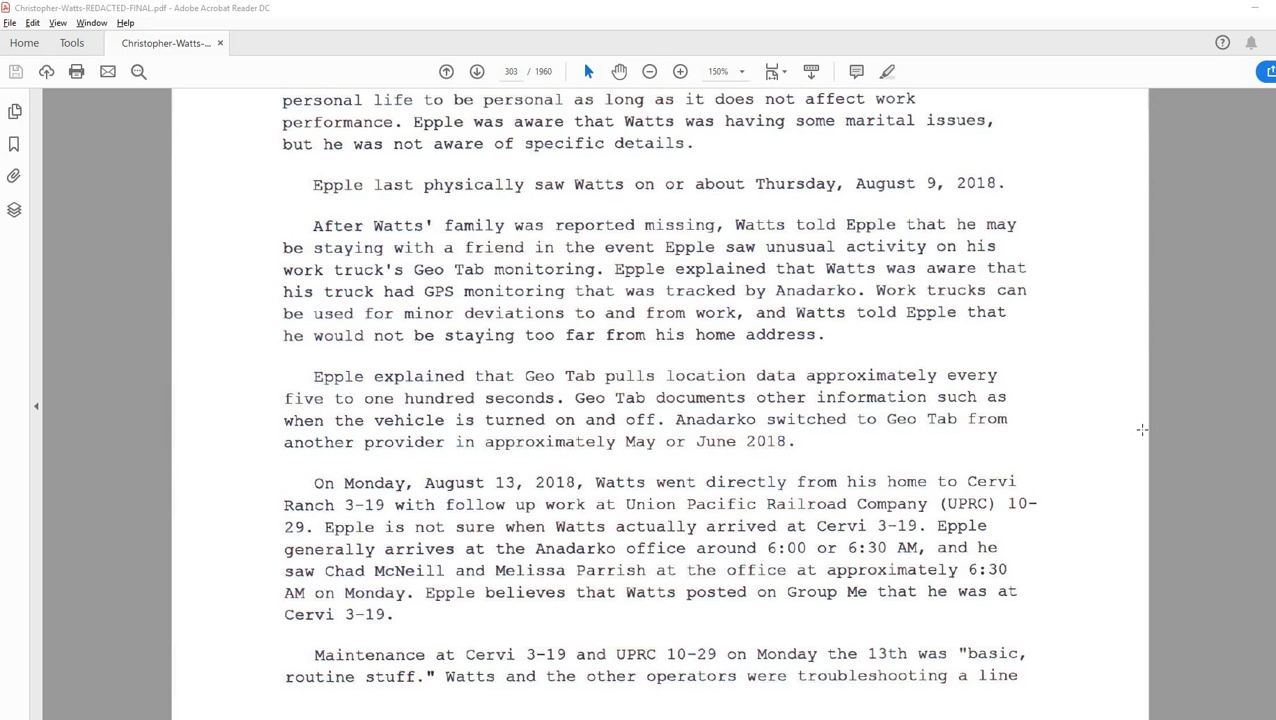 Christopher-Watts-REDACTED-FINAL.pdf - Adobe Acrobat Reader DC
File Edit View Window Help
Home Tools Christopher-Watts-... ×
303 / 1960 150%
personal life to be personal as long as it does not affect work
performance. Epple was aware that Watts was having some marital issues,
but he was not aware of specific details.
Epple last physically saw Watts on or about Thursday, August 9, 2018.
After Watts' family was reported missing, Watts told Epple that he may
be staying with a friend in the event Epple saw unusual activity on his
work truck's Geo Tab monitoring. Epple explained that Watts was aware that
his truck had GPS monitoring that was tracked by Anadarko. Work trucks can
be used for minor deviations to and from work, and Watts told Epple that
he would not be staying too far from his home address.
Epple explained that Geo Tab pulls location data approximately every
five to one hundred seconds. Geo Tab documents other information such as
when the vehicle is turned on and off. Anadarko switched to Geo Tab from
another provider in approximately May or June 2018.
On Monday, August 13, 2018, Watts went directly from his home to Cervi
Ranch 3-19 with follow up work at Union Pacific Railroad Company (UPRC) 10-
29. Epple is not sure when Watts actually arrived at Cervi 3-19. Epple
generally arrives at the Anadarko office around 6:00 or 6:30 AM, and he
saw Chad McNeill and Melissa Parrish at the office at approximately 6:30
AM on Monday. Epple believes that Watts posted on Group Me that he was at
Cervi 3-19.
Maintenance at Cervi 3-19 and UPRC 10-29 on Monday the 13th was "basic,
routine stuff." Watts and the other operators were troubleshooting a line